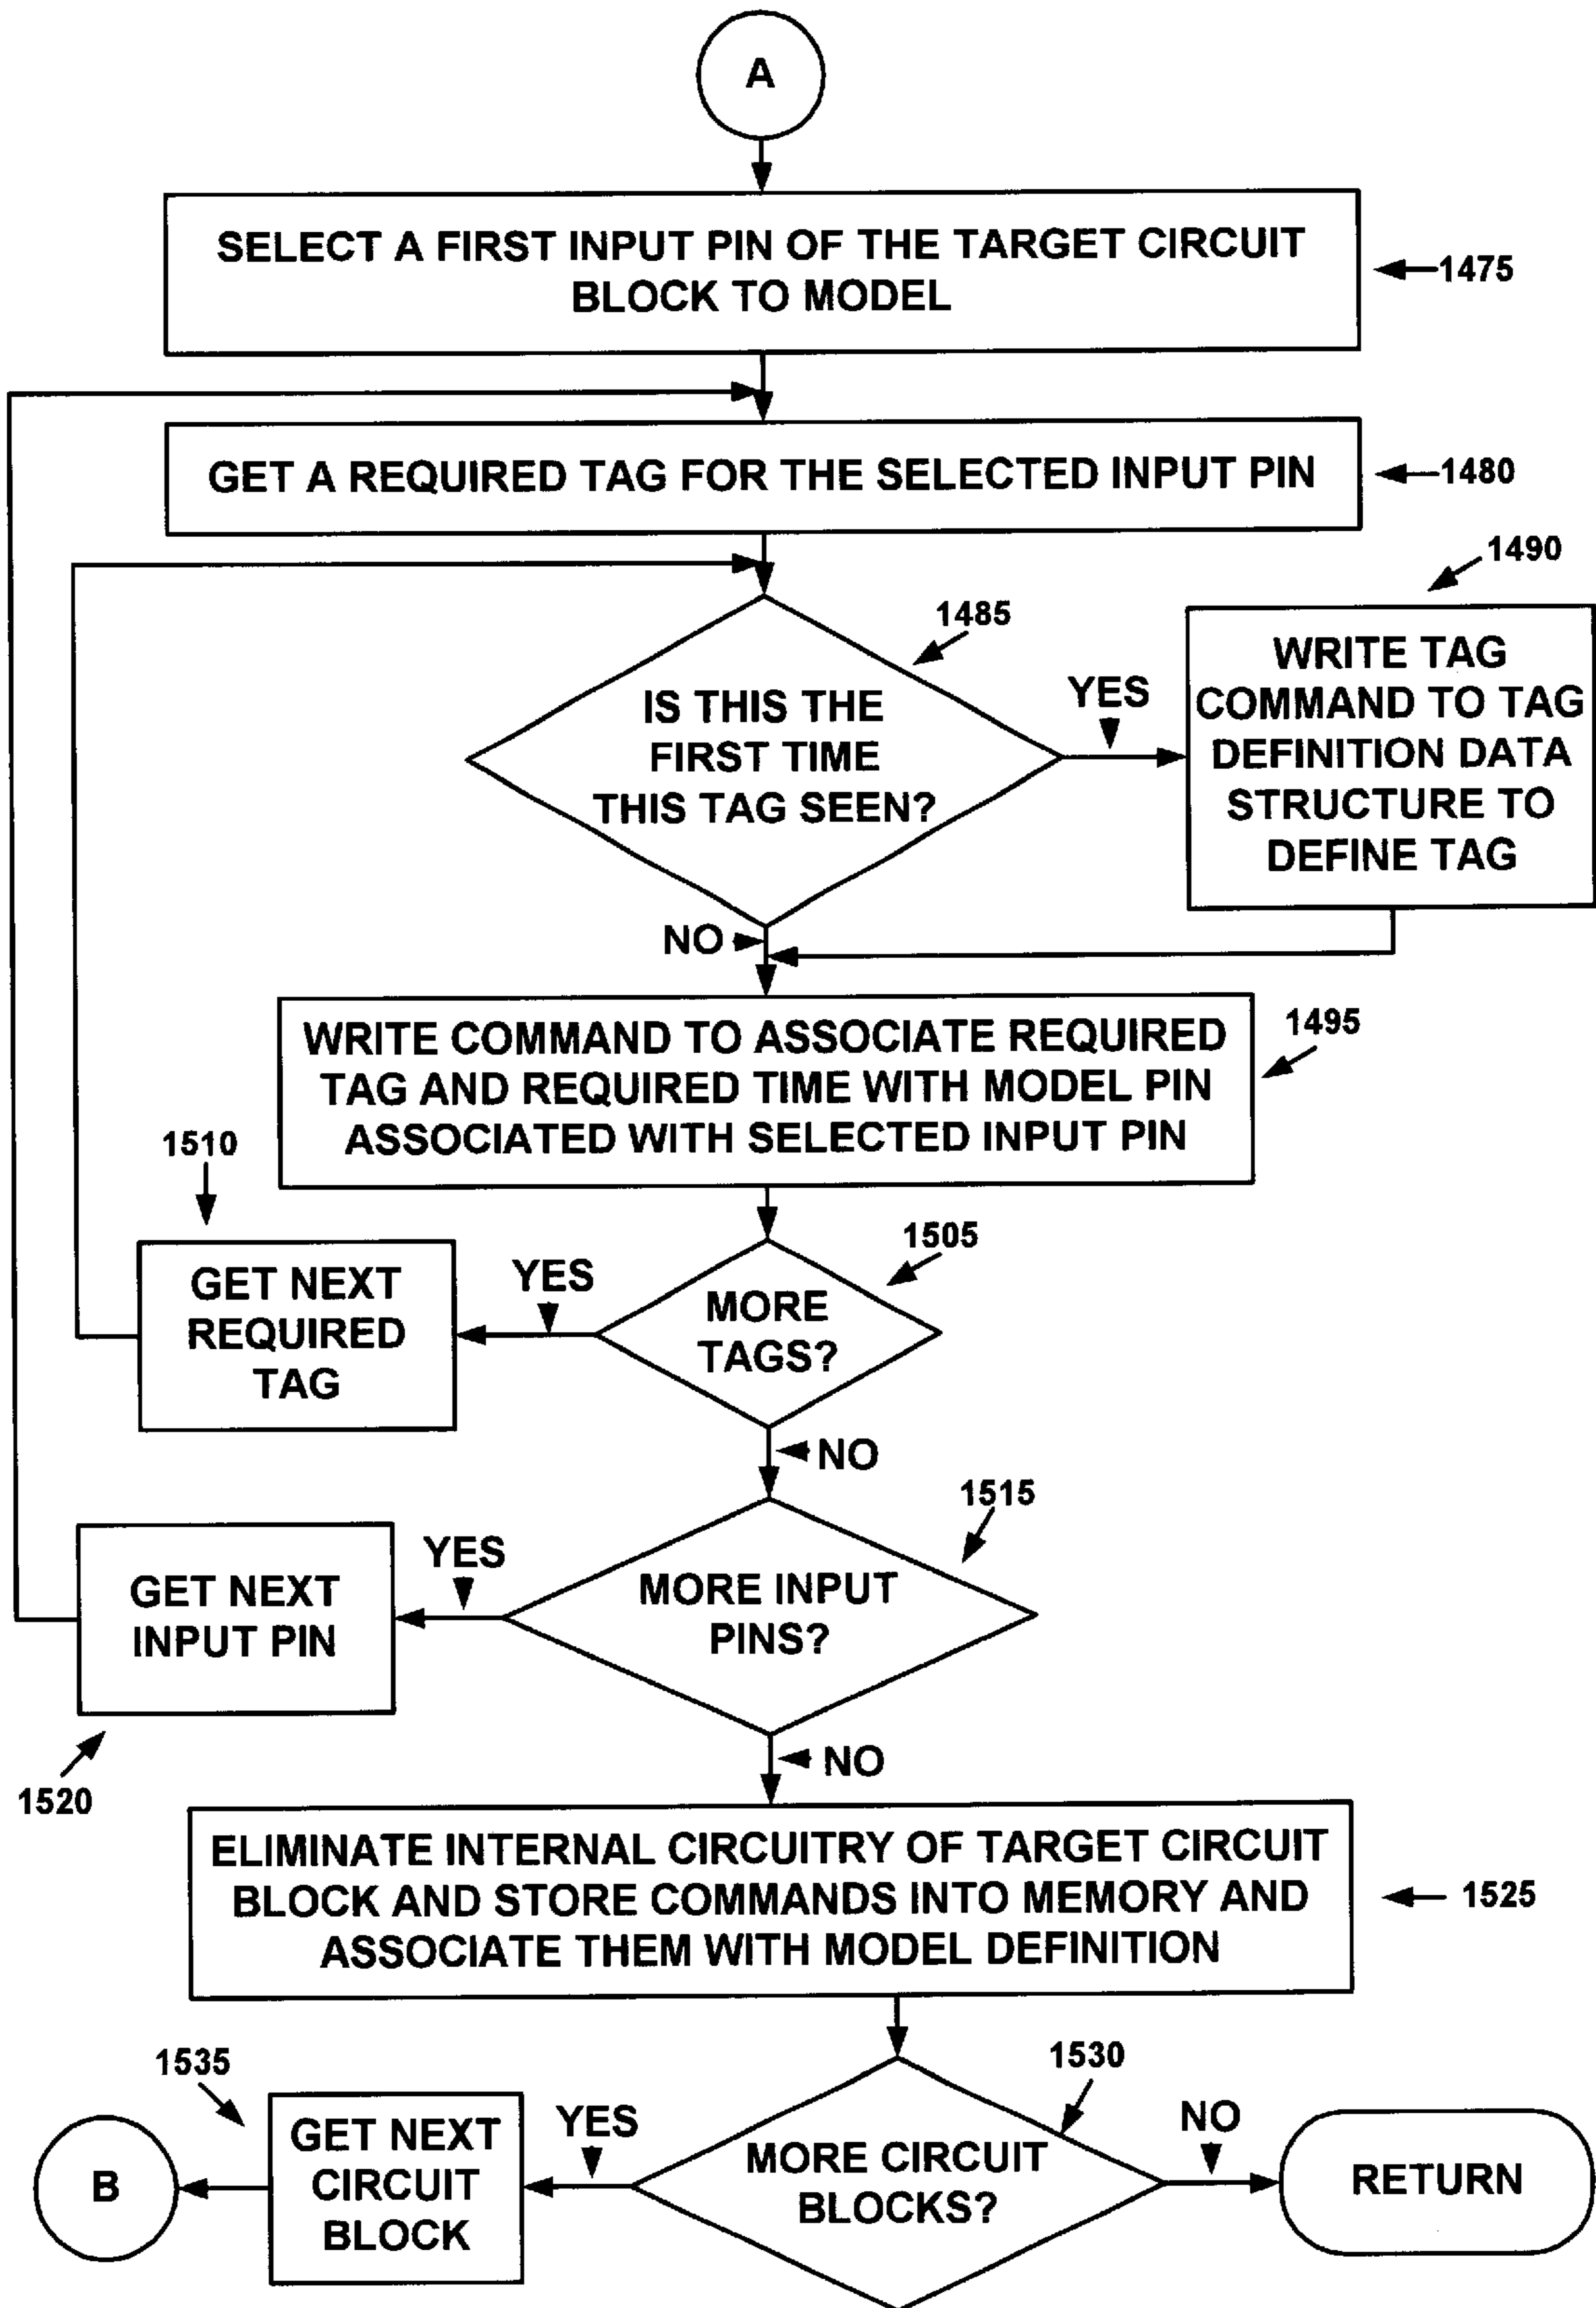 A
SELECT A FIRST INPUT PIN OF THE TARGET CIRCUIT
BLOCK TO MODEL
1475
GET A REQUIRED TAG FOR THE SELECTED INPUT PIN
1480
1490
1485
IS THIS THE
FIRST TIME
THIS TAG SEEN?
YES
WRITE TAG
COMMAND TO TAG
DEFINITION DATA
STRUCTURE TO
DEFINE TAG
NO
WRITE COMMAND TO ASSOCIATE REQUIRED
TAG AND REQUIRED TIME WITH MODEL PIN
ASSOCIATED WITH SELECTED INPUT PIN
1495
1510
1505
GET NEXT
REQUIRED
TAG
YES
MORE
TAGS?
NO
1515
GET NEXT
INPUT PIN
YES
MORE INPUT
PINS?
1520
NO
ELIMINATE INTERNAL CIRCUITRY OF TARGET CIRCUIT
BLOCK AND STORE COMMANDS INTO MEMORY AND
ASSOCIATE THEM WITH MODEL DEFINITION
1525
1535
1530
B
GET NEXT
CIRCUIT
BLOCK
YES
MORE CIRCUIT
BLOCKS?
NO
RETURN